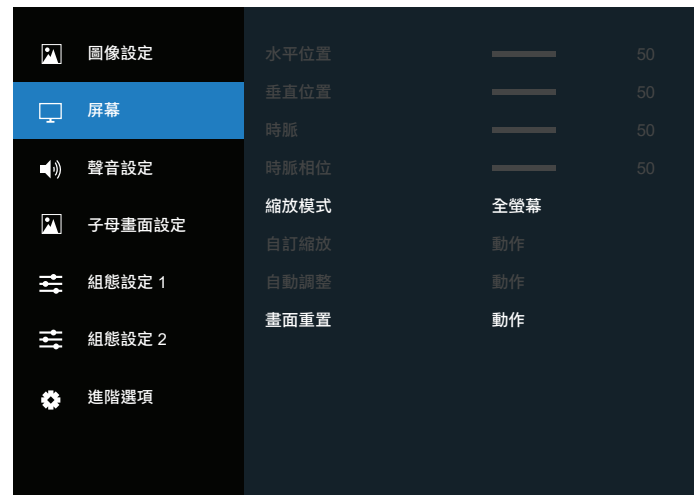 圖像設定
屏幕
聲音設定
子母畫面設定
組態設定 1
組態設定 2
進階選項
水平位置 50
垂直位置 50
時脈 50
時脈相位 50
縮放模式 全螢幕
自訂縮放 動作
自動調整 動作
畫面重置 動作